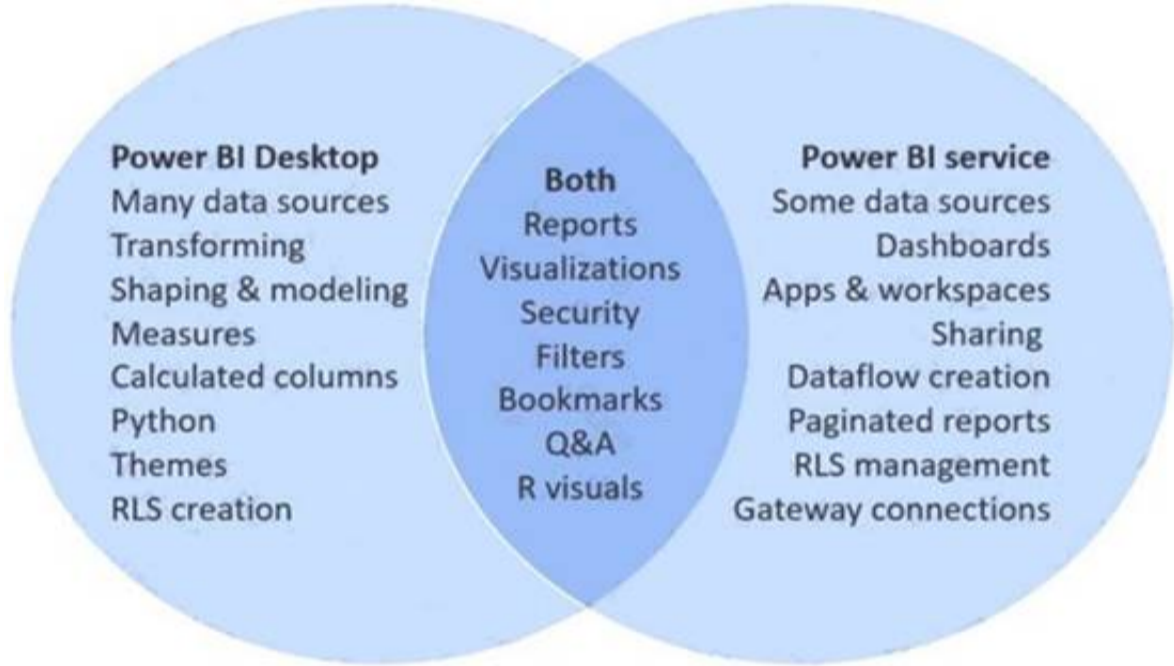 Power BI Desktop
Many data sources
Transforming
Shaping & modeling
Measures
Calculated columns
Python
Themes
RLS creation
Both
Reports
Visualizations
Security
Filters
Bookmarks
Q&A
R visuals
Power BI service
Some data sources
Dashboards
Apps & workspaces
Sharing
Dataflow creation
Paginated reports
RLS management
Gateway connections